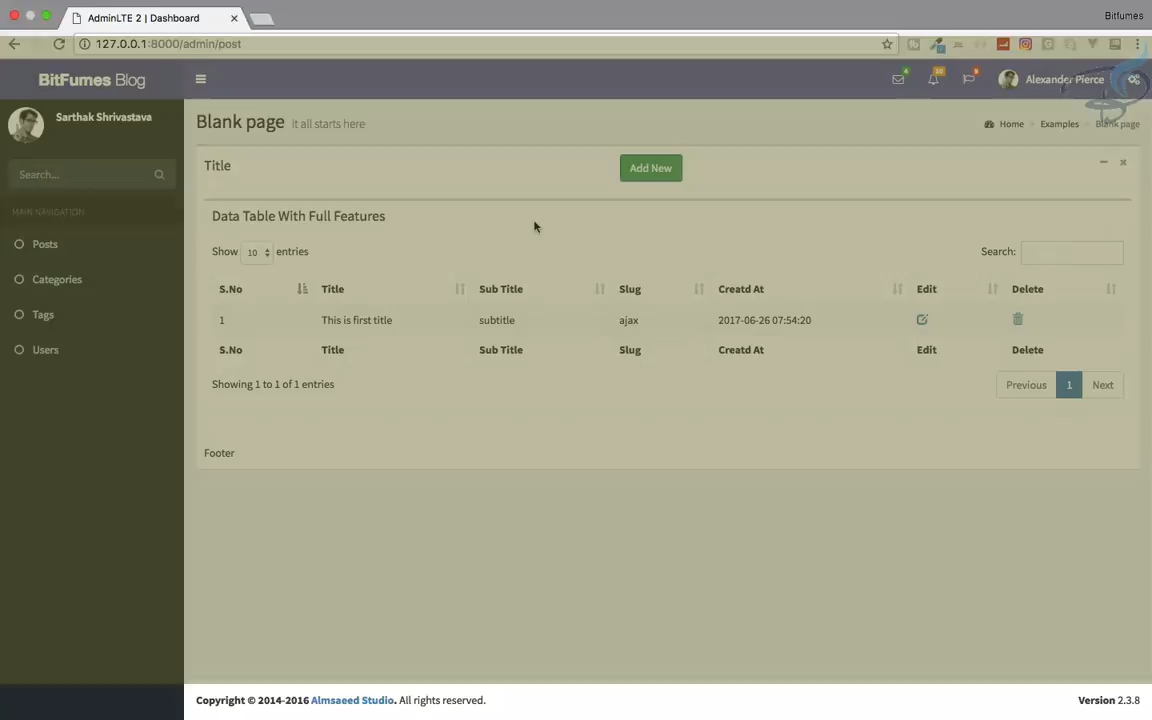 AdminLTE 2 | Dashboard
Bitfumes
127.0.0.1:8000/admin/post
BitFumes Blog
4
10
9
Alexander Pierce
Sarthak Shrivastava
Blank page It all starts here
Home > Examples > Blank page
Search...
Title
Add New
MAIN NAVIGATION
Data Table With Full Features
Posts
Show 10 entries
Search:
Categories
S.No Title Sub Title Slug Creatd At Edit Delete
Tags
1 This is first title subtitle ajax 2017-06-26 07:54:20
Users
S.No Title Sub Title Slug Creatd At Edit Delete
Showing 1 to 1 of 1 entries
Previous 1 Next
Footer
Copyright © 2014-2016 Almsaeed Studio. All rights reserved.
Version 2.3.8